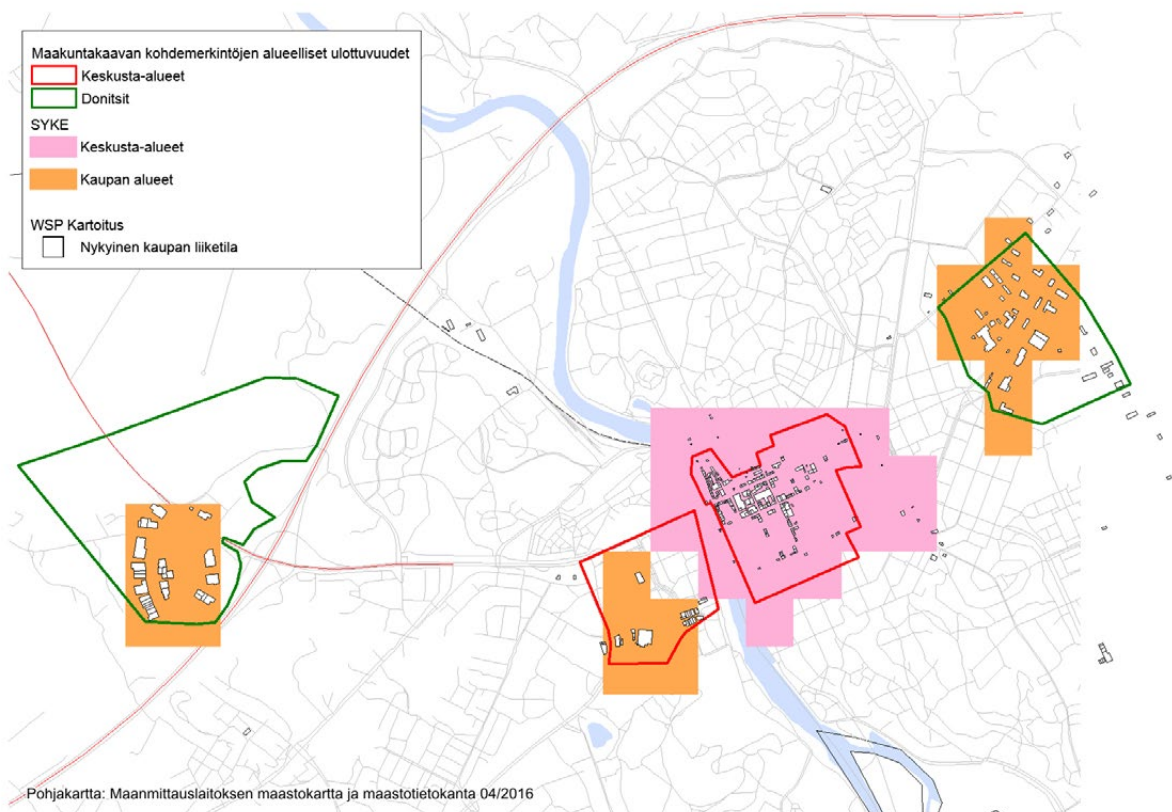 Maakuntakaavan kohdemerkintöjen alueelliset ulottuvuudet
Keskusta-alueet
Donitsit
SYKE
Keskusta-alueet
Kaupan alueet
WSP Kartoitus
Nykyinen kaupan liiketila
Pohjakartta: Maanmittauslaitoksen maastokartta ja maastotietokanta 04/2016